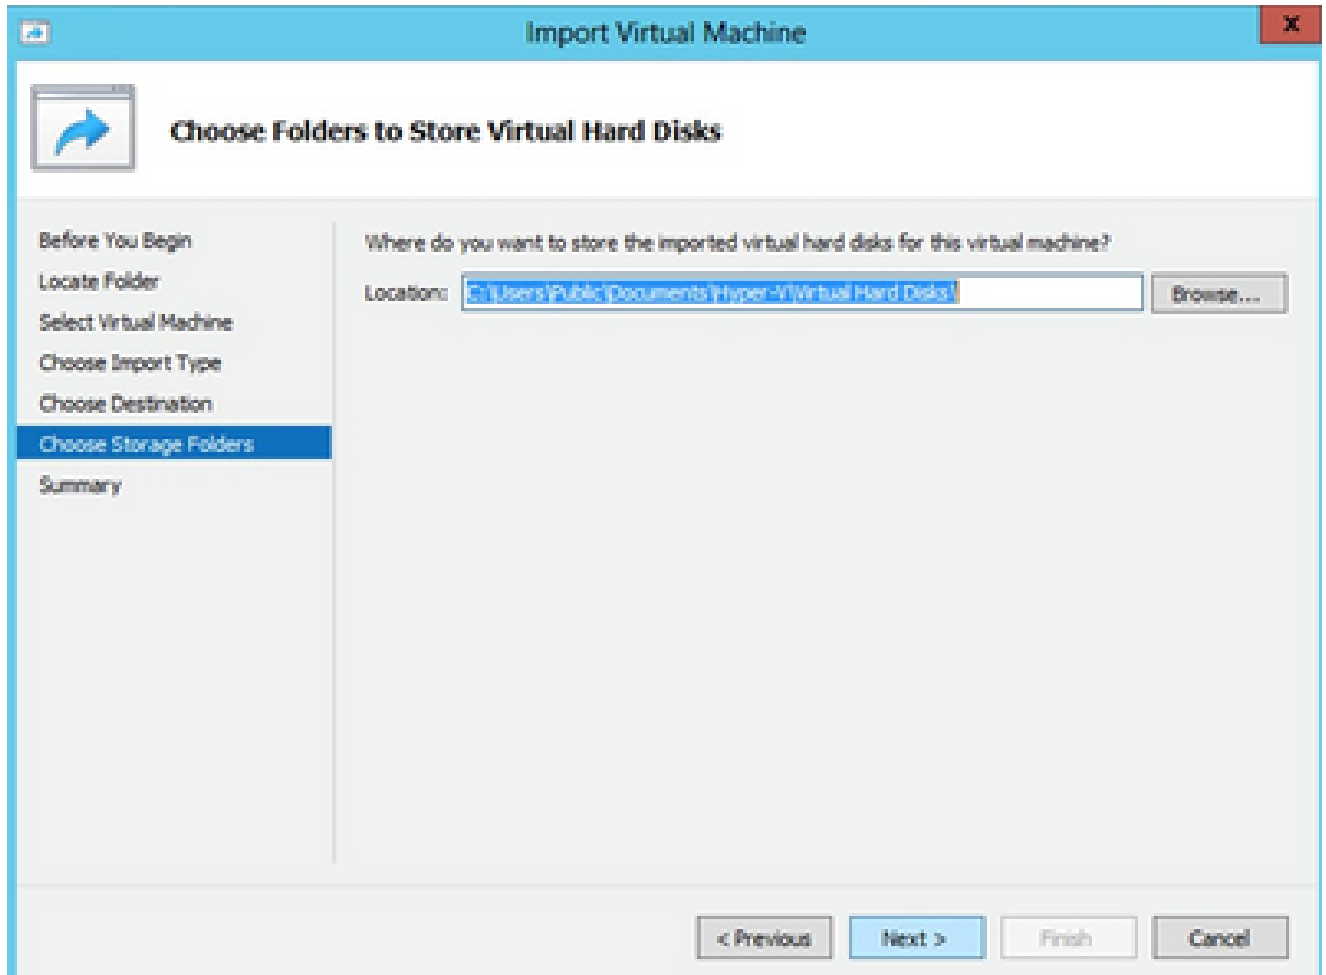 Import Virtual Machine
x
Choose Folders to Store Virtual Hard Disks
Before You Begin
Locate Folder
Select Virtual Machine
Choose Import Type
Choose Destination
Choose Storage Folders
Summary
Where do you want to store the imported virtual hard disks for this virtual machine?
Location: C:\Users\Public\Documents\Hyper-V\Virtual Hard Disks\ Browse...
< Previous Next > Finish Cancel